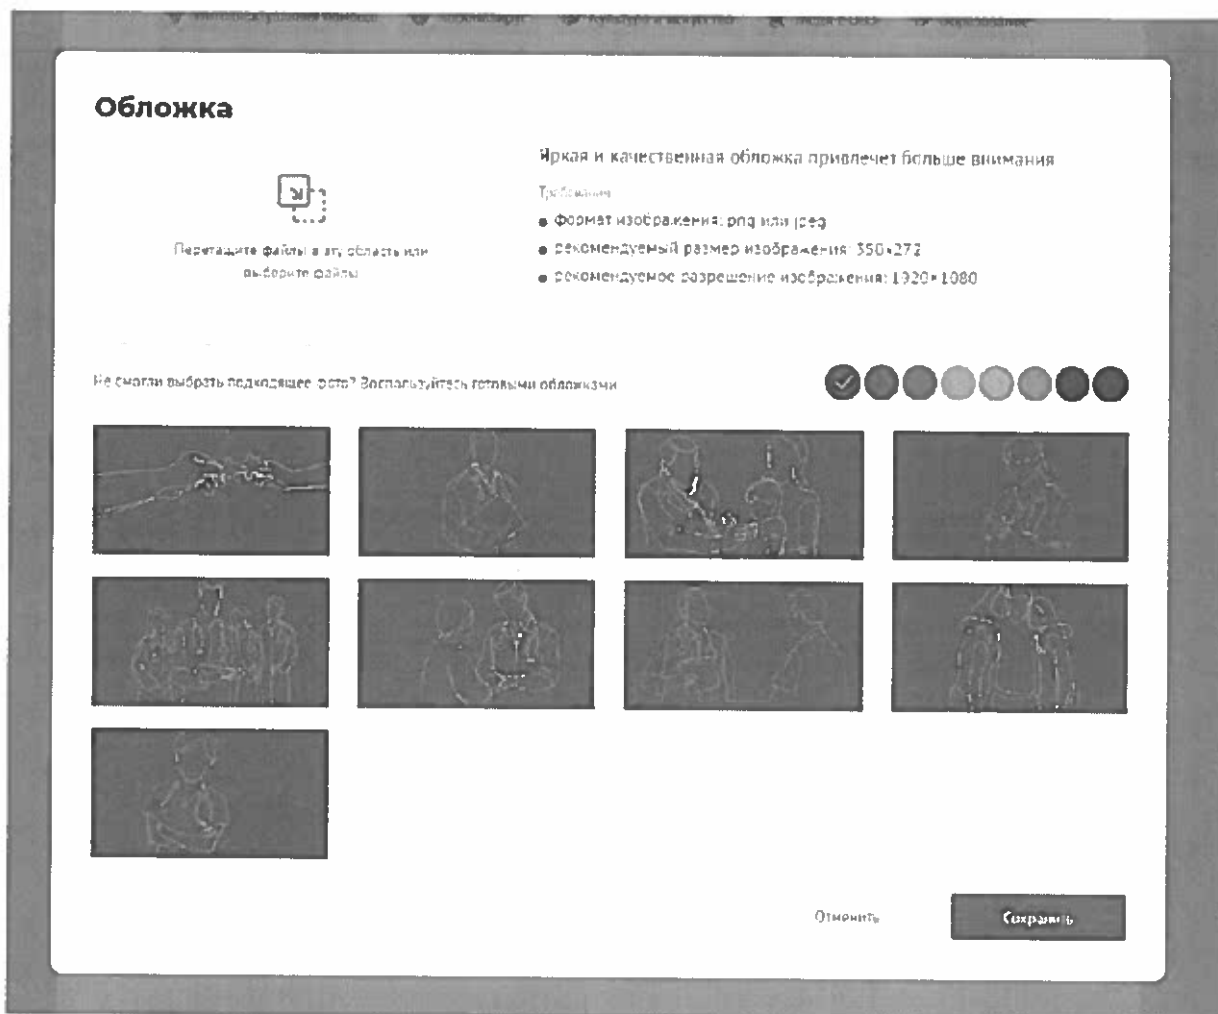 Обложка
Яркая и качественная обложка привлечет больше внимания
Требования
формат изображения: png или jpeg
рекомендуемый размер изображения: 350×272
рекомендуемое разрешение изображения: 1920×1080
Перетащите файлы в эту область или
выберите файлы
Не смогли выбрать подходящее фото? Воспользуйтесь готовыми обложками
Отменить
Сохранить